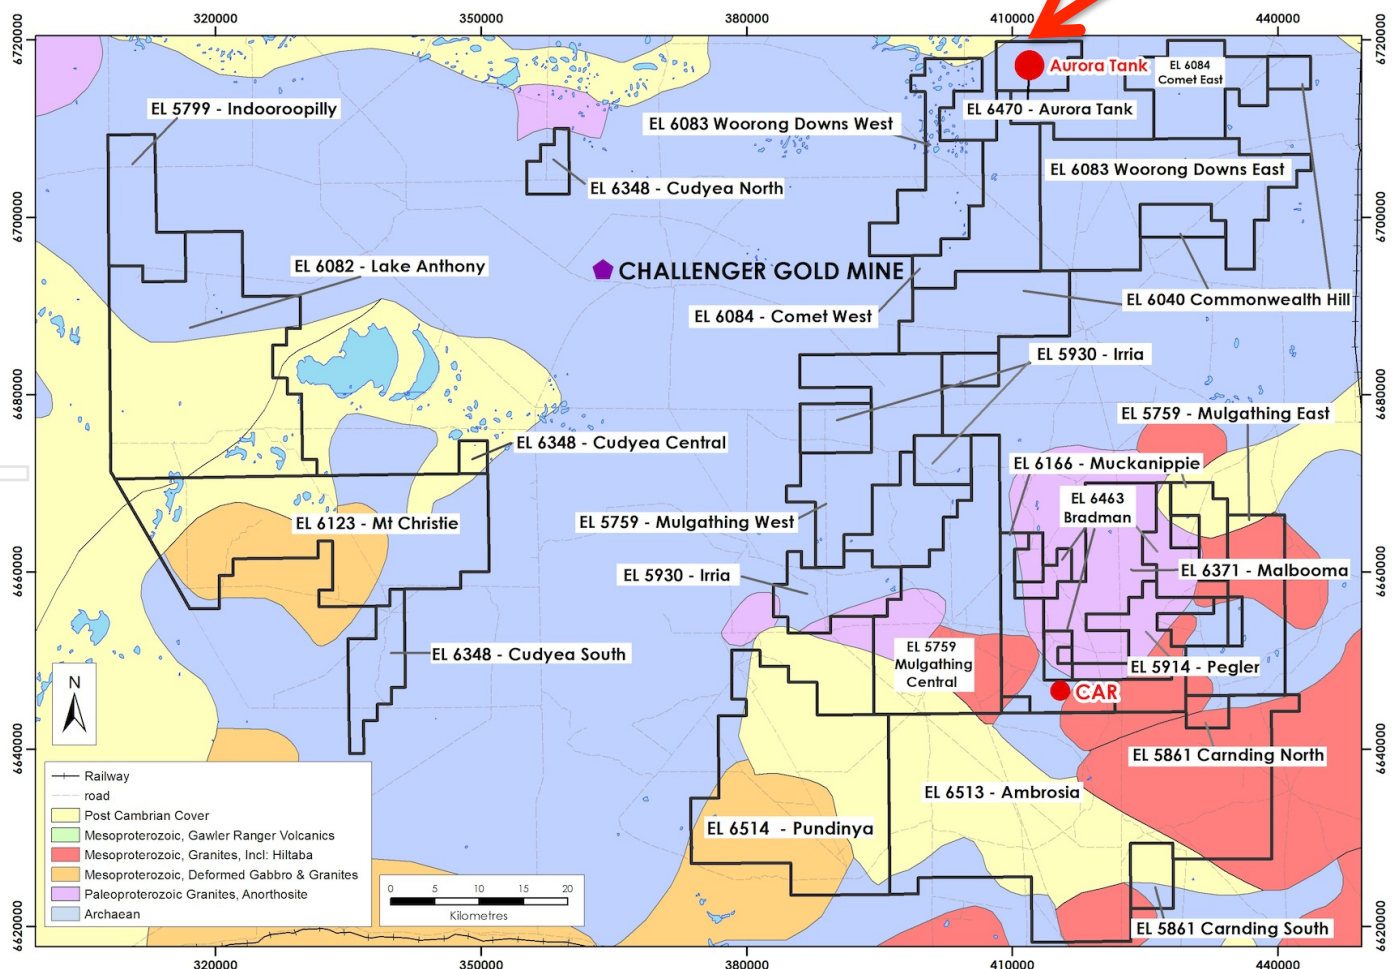 320000
350000
380000
410000
440000
6720000
6720000
Aurora Tank
EL 6084
Comet East
EL 5799 - Indooroopilly
EL 6470 - Aurora Tank
EL 6083 Woorong Downs West
EL 6083 Woorong Downs East
EL 6348 - Cudyea North
6700000
6700000
EL 6082 - Lake Anthony
CHALLENGER GOLD MINE
EL 6040 Commonwealth Hill
EL 6084 - Comet West
EL 5930 - Irria
6680000
6680000
EL 5759 - Mulgathing East
EL 6348 - Cudyea Central
EL 6166 - Muckanippie
EL 6463
Bradman
EL 6123 - Mt Christie
EL 5759 - Mulgathing West
6660000
6660000
EL 5930 - Irria
EL 6371 - Malbooma
EL 6348 - Cudyea South
EL 5759
Mulgathing
Central
EL 5914 - Pegler
CAR
N
6640000
6640000
EL 5861 Carnding North
EL 6513 - Ambrosia
EL 6514 - Pundinya
Railway
road
Post Cambrian Cover
Mesoproterozoic, Gawler Ranger Volcanics
Mesoproterozoic, Granites, Incl: Hiltaba
Mesoproterozoic, Deformed Gabbro & Granites
Paleoproterozoic Granites, Anorthosite
Archaean
0 5 10 15 20
Kilometres
EL 5861 Carnding South
6620000
6620000
320000
350000
380000
410000
440000